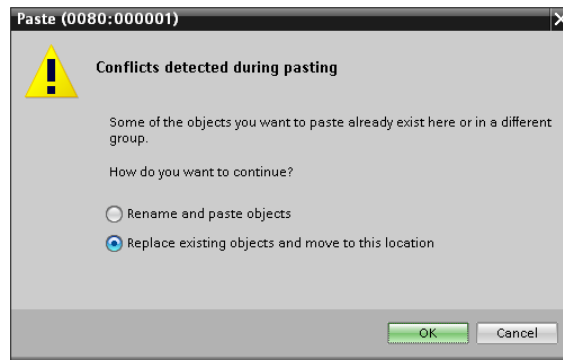 Paste (0080:000001)
Conflicts detected during pasting
Some of the objects you want to paste already exist here or in a different
group.
How do you want to continue?
Rename and paste objects
Replace existing objects and move to this location
OK Cancel